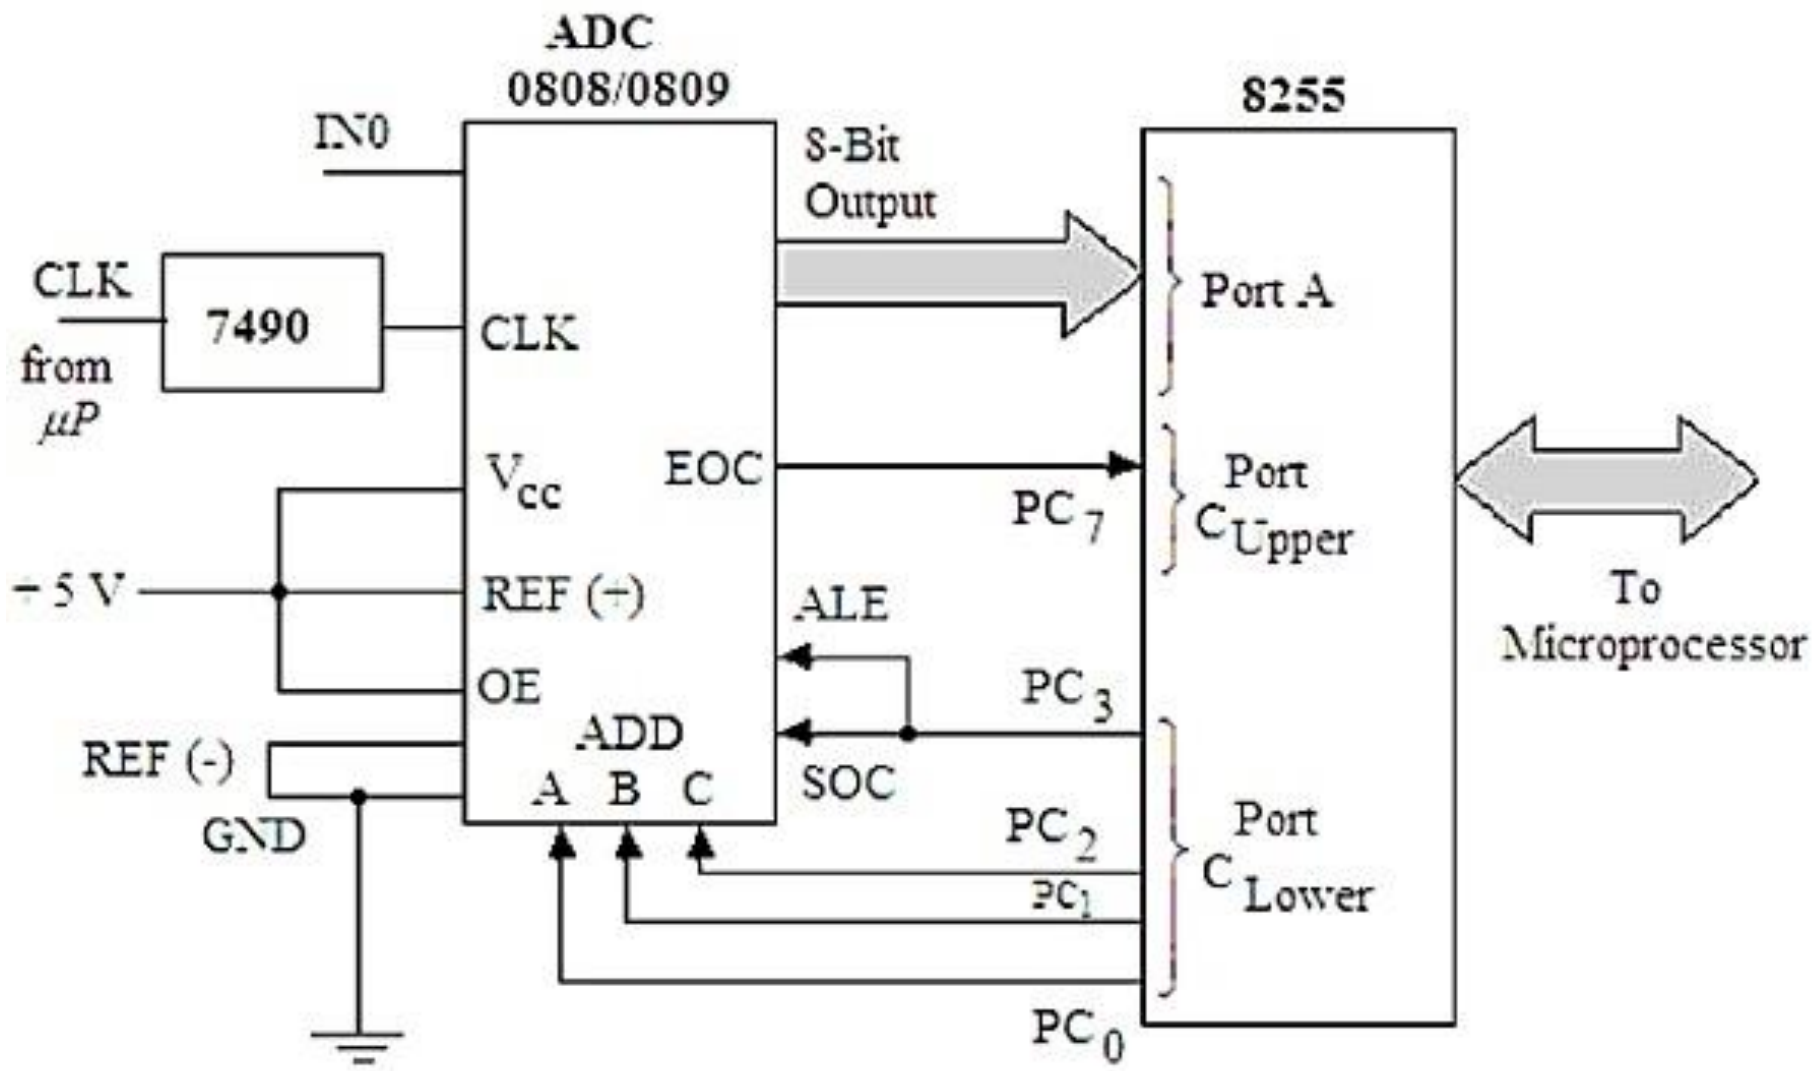 ADC
0808/0809
8255
IN0
8-Bit
Output
CLK
7490
from
μP
CLK
Port A
Vcc
EOC
PC7
Port
CUpper
+ 5 V
REF (+)
ALE
To
Microprocessor
OE
PC3
REF (-)
ADD
A B C
SOC
GND
PC2
Port
CLower
PC1
PC0